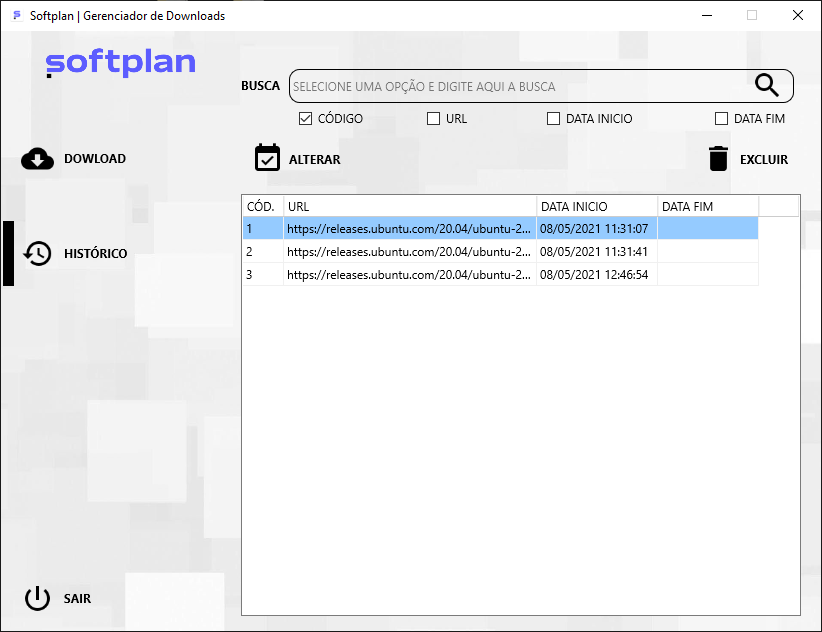 Softplan | Gerenciador de Downloads
softplan
BUSCA
SELECIONE UMA OPÇÃO E DIGITE AQUI A BUSCA
CÓDIGO URL DATA INICIO DATA FIM
DOWLOAD
ALTERAR EXCLUIR
HISTÓRICO
CÓD. URL DATA INICIO DATA FIM
1 https://releases.ubuntu.com/20.04/ubuntu-2... 08/05/2021 11:31:07
2 https://releases.ubuntu.com/20.04/ubuntu-2... 08/05/2021 11:31:41
3 https://releases.ubuntu.com/20.04/ubuntu-2... 08/05/2021 12:46:54
SAIR